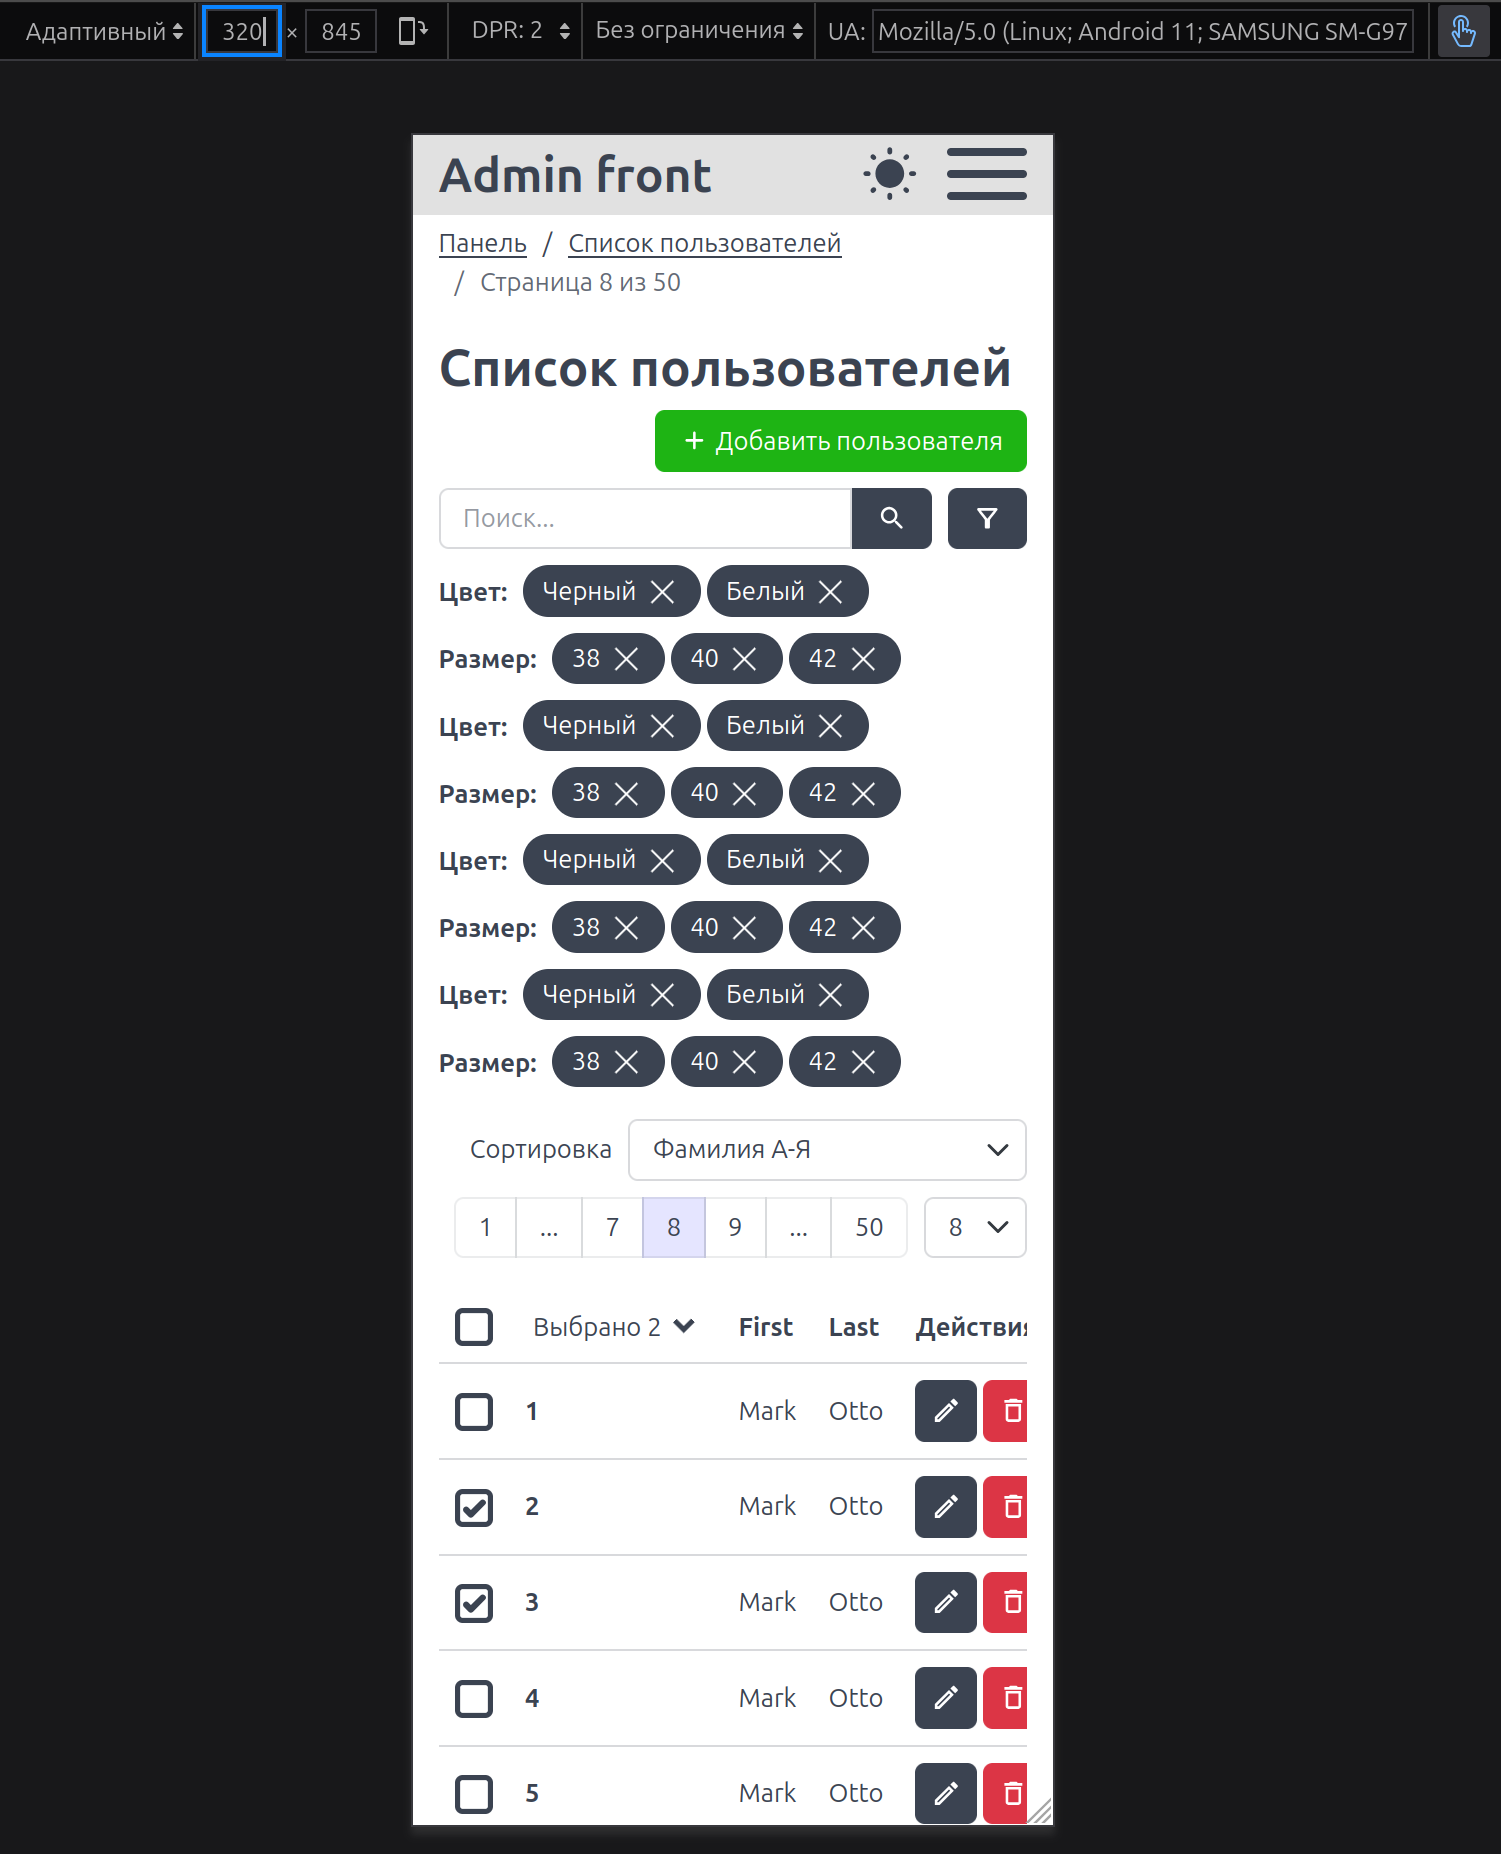 Адаптивный 320 × 845 DPR: 2 Без ограничения UA: Mozilla/5.0 (Linux; Android 11; SAMSUNG SM-G97
Admin front
Панель / Список пользователей
/ Страница 8 из 50
Список пользователей
+ Добавить пользователя
Поиск...
Цвет: Черный Белый
Размер: 38 40 42
Цвет: Черный Белый
Размер: 38 40 42
Цвет: Черный Белый
Размер: 38 40 42
Цвет: Черный Белый
Размер: 38 40 42
Сортировка Фамилия А-Я
1 ... 7 8 9 ... 50 8
Выбрано 2 First Last Действия
1 Mark Otto
2 Mark Otto
3 Mark Otto
4 Mark Otto
5 Mark Otto